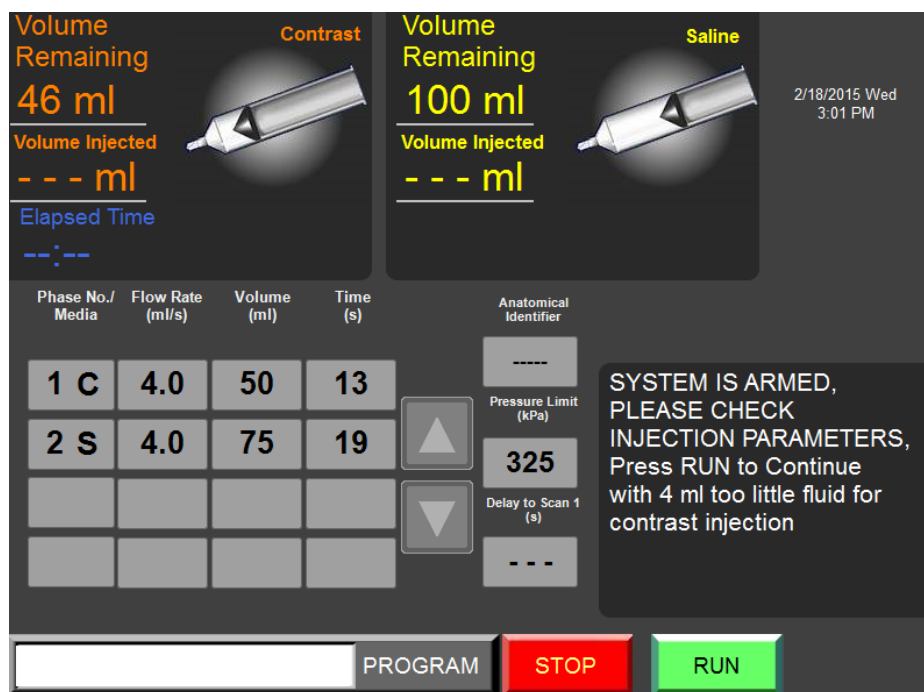 Volume
Remaining
Contrast
46 ml
Volume Injected
- - - ml
Elapsed Time
--:--
Volume
Remaining
Saline
100 ml
Volume Injected
- - - ml
2/18/2015 Wed
3:01 PM
Phase No./
Media
Flow Rate
(ml/s)
Volume
(ml)
Time
(s)
1 C 4.0 50 13
2 S 4.0 75 19
Anatomical
Identifier
-----
Pressure Limit
(kPa)
325
Delay to Scan 1
(s)
- - -
SYSTEM IS ARMED,
PLEASE CHECK
INJECTION PARAMETERS,
Press RUN to Continue
with 4 ml too little fluid for
contrast injection
PROGRAM
STOP
RUN